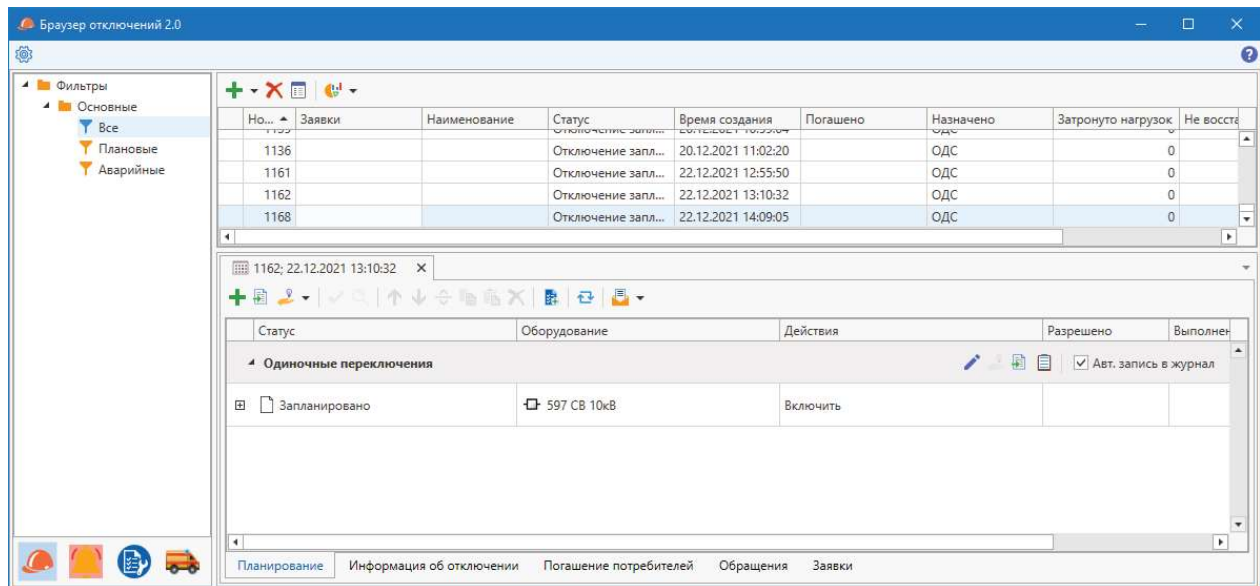 Браузер отключений 2.0
Фильтры
Основные
Все
Плановые
Аварийные
Но... Заявки Наименование Статус Время создания Погашено Назначено Затронуто нагрузок Не восста
1136 Отключение запл... 20.12.2021 11:02:20 ОДС 0
1161 Отключение запл... 22.12.2021 12:55:50 ОДС 0
1162 Отключение запл... 22.12.2021 13:10:32 ОДС 0
1168 Отключение запл... 22.12.2021 14:09:05 ОДС 0
1162; 22.12.2021 13:10:32
Статус Оборудование Действия Разрешено Выполнен
Одиночные переключения Авт. запись в журнал
Запланировано 597 СВ 10кВ Включить
Планирование Информация об отключении Погашение потребителей Обращения Заявки